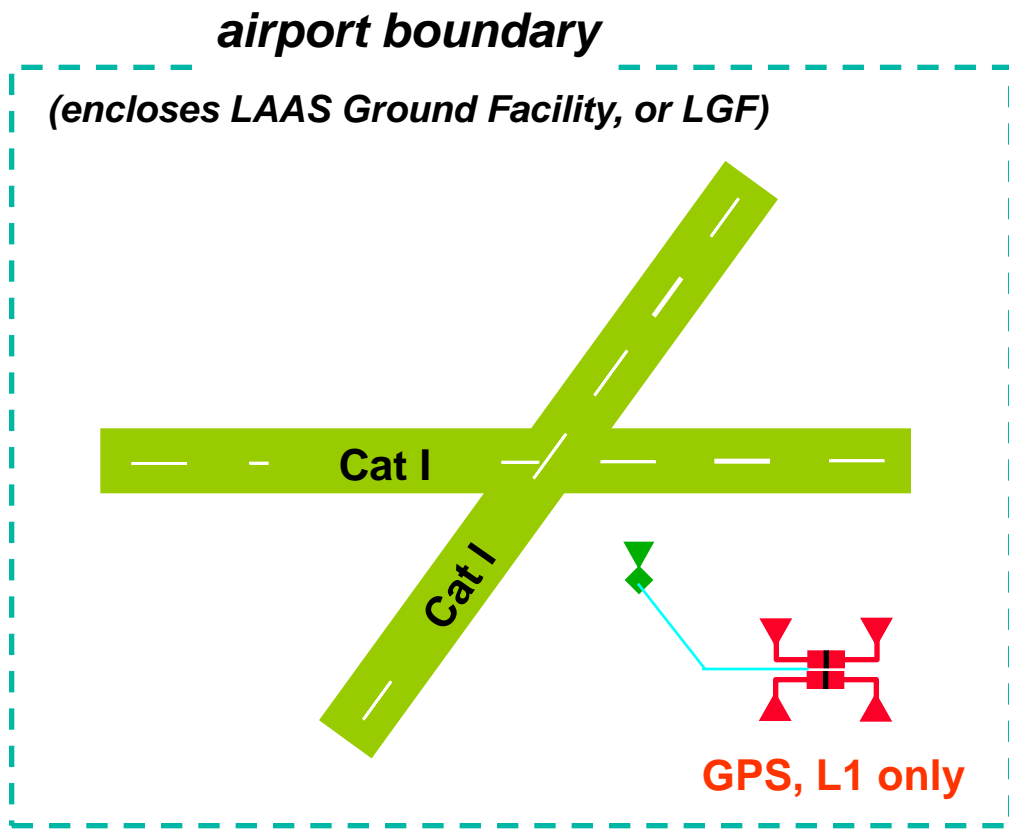 airport boundary
(encloses LAAS Ground Facility, or LGF)
Cat I
Cat I
GPS, L1 only